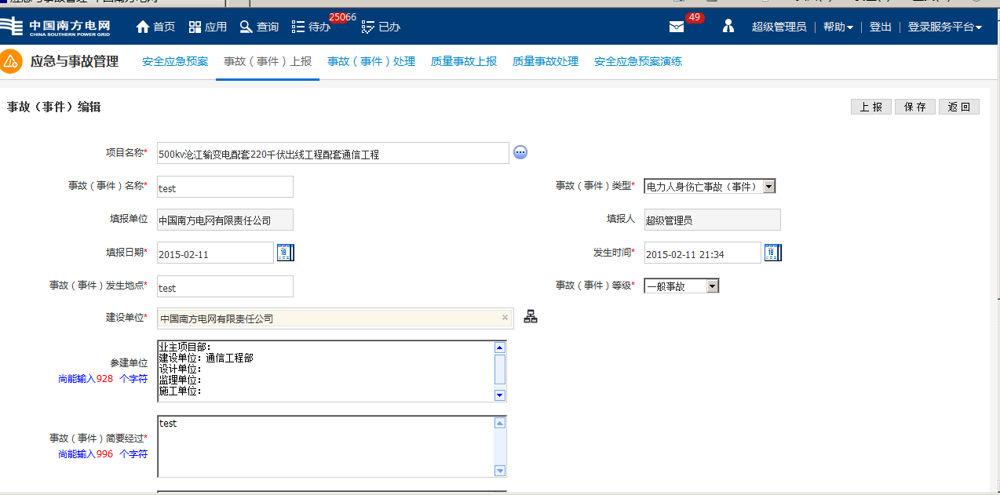 中国南方电网
CHINA SOUTHERN POWER GRID
首页 应用 查询 待办 25066 已办 49 超级管理员 帮助 登出 登录服务平台
应急与事故管理 安全应急预案 事故（事件）上报 事故（事件）处理 质量事故上报 质量事故处理 安全应急预案演练
事故（事件）编辑 上 报 保 存 返 回
项目名称* 500kv沧江输变电配套220千伏出线工程配套通信工程
事故（事件）名称* test 事故（事件）类型* 电力人身伤亡事故（事件）
填报单位 中国南方电网有限责任公司 填报人 超级管理员
填报日期* 2015-02-11 发生时间* 2015-02-11 21:34
事故（事件）发生地点* test 事故（事件）等级* 一般事故
建设单位* 中国南方电网有限责任公司
参建单位
尚能输入928 个字符
业主项目部：
建设单位：通信工程部
设计单位：
监理单位：
施工单位：
事故（事件）简要经过*
尚能输入996 个字符
test